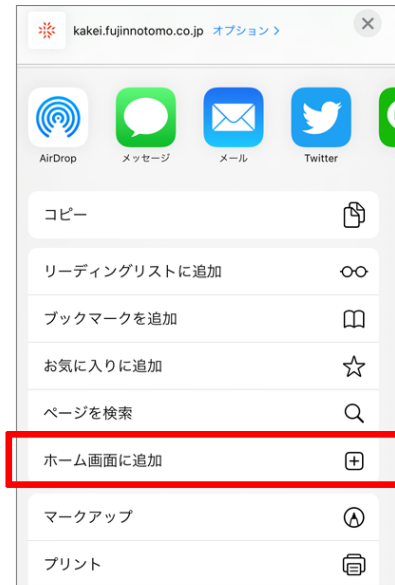 kakei.fujinnotomo.co.jp オプション >
AirDrop メッセージ メール Twitter
コピー
リーディングリストに追加
ブックマークを追加
お気に入りに追加
ページを検索
ホーム画面に追加
マークアップ
プリント